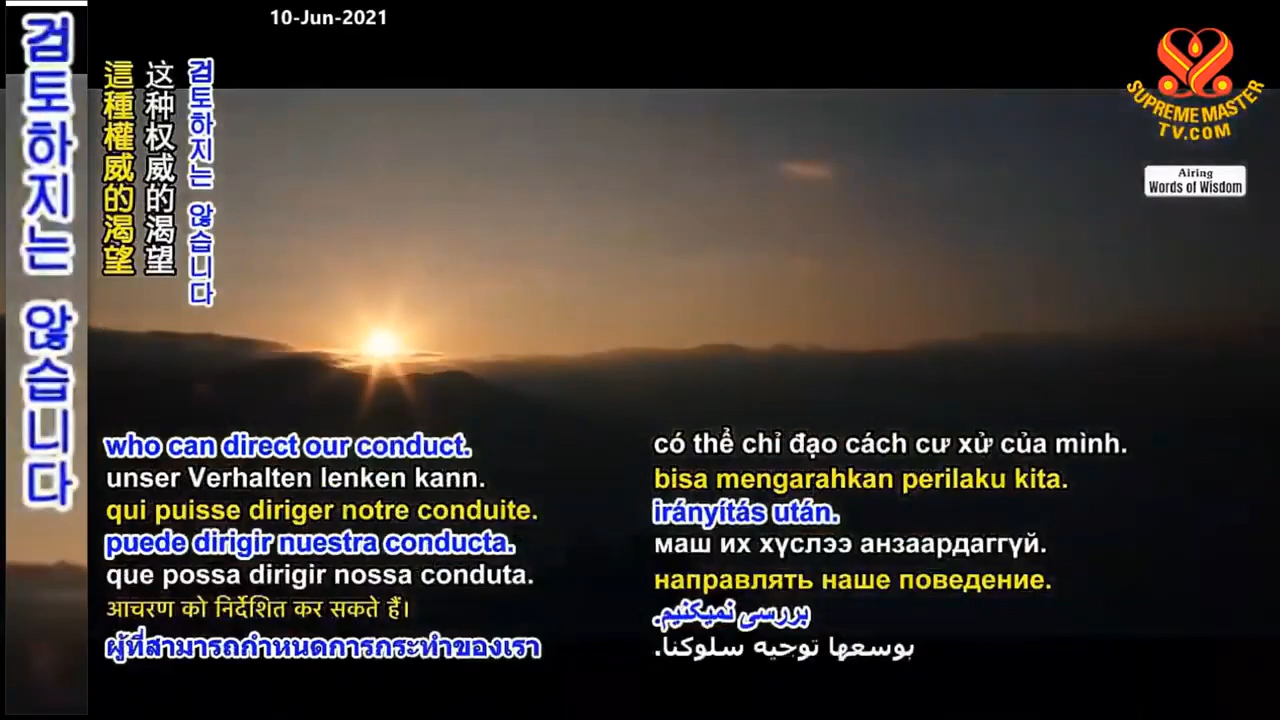 10-Jun-2021
검토하지는 않습니다
這種權威的渴望
这种权威的渴望
검토하지는 않습니다
SUPREME MASTER
TV.COM
Airing
Words of Wisdom
who can direct our conduct.
unser Verhalten lenken kann.
qui puisse diriger notre conduite.
puede dirigir nuestra conducta.
que possa dirigir nossa conduta.
आचरण को निर्देशित कर सकते हैं।
ผู้ที่สามารถกำหนดการกระทำของเรา
có thể chỉ đạo cách cư xử của mình.
bisa mengarahkan perilaku kita.
irányítás után.
маш их хүслээ анзаардаггүй.
направлять наше поведение.
بررسی نمیکنیم.
بوسعها توجيه سلوكنا.